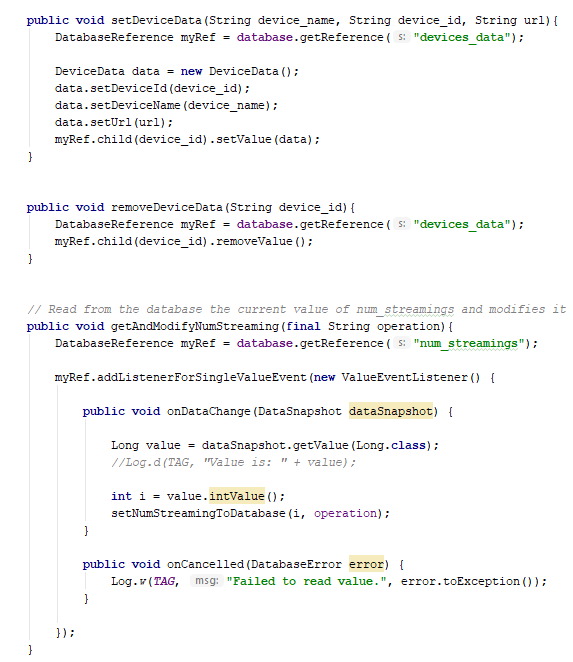 public void setDeviceData(String device_name, String device_id, String url){
    DatabaseReference myRef = database.getReference( s: "devices_data");
    DeviceData data = new DeviceData();
    data.setDeviceId(device_id);
    data.setDeviceName(device_name);
    data.setUrl(url);
    myRef.child(device_id).setValue(data);
}
public void removeDeviceData(String device_id){
    DatabaseReference myRef = database.getReference( s: "devices_data");
    myRef.child(device_id).removeValue();
}
// Read from the database the current value of num_streamings and modifies it
public void getAndModifyNumStreaming(final String operation){
    DatabaseReference myRef = database.getReference( s: "num_streamings");
    myRef.addListenerForSingleValueEvent(new ValueEventListener() {
        public void onDataChange(DataSnapshot dataSnapshot) {
            Long value = dataSnapshot.getValue(Long.class);
            //Log.d(TAG, "Value is: " + value);
            int i = value.intValue();
            setNumStreamingToDatabase(i, operation);
        }
        public void onCancelled(DatabaseError error) {
            Log.w(TAG, msg: "Failed to read value.", error.toException());
        }
    });
}